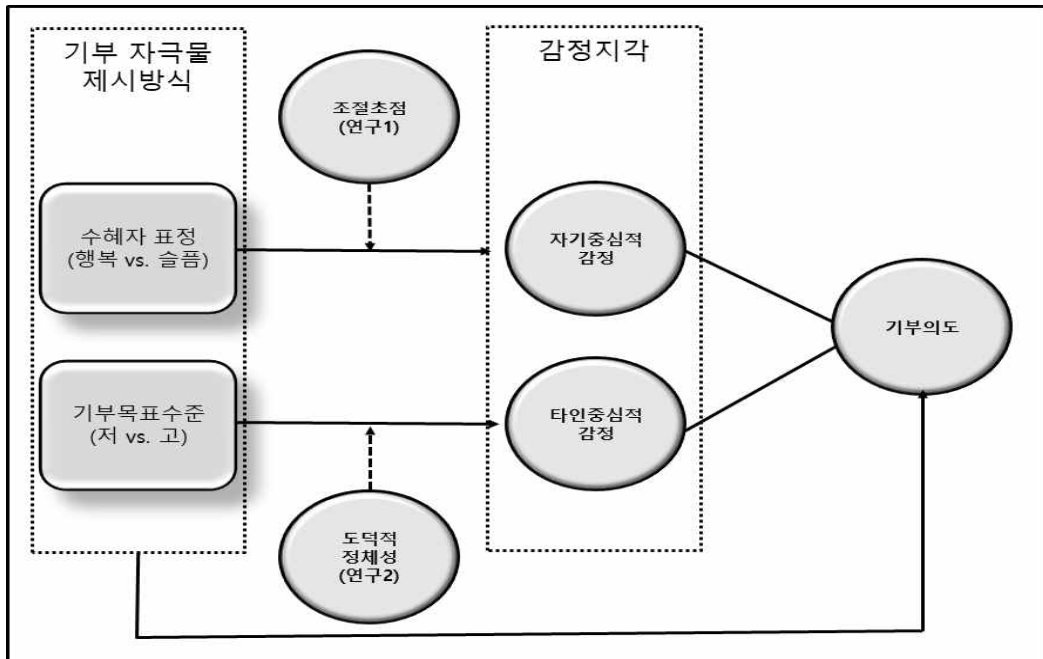 기부 자극물
제시방식
감정지각
조절초점
(연구1)
수혜자 표정
(행복 vs. 슬픔)
자기중심적
감정
기부의도
기부목표수준
(저 vs. 고)
타인중심적
감정
도덕적
정체성
(연구2)